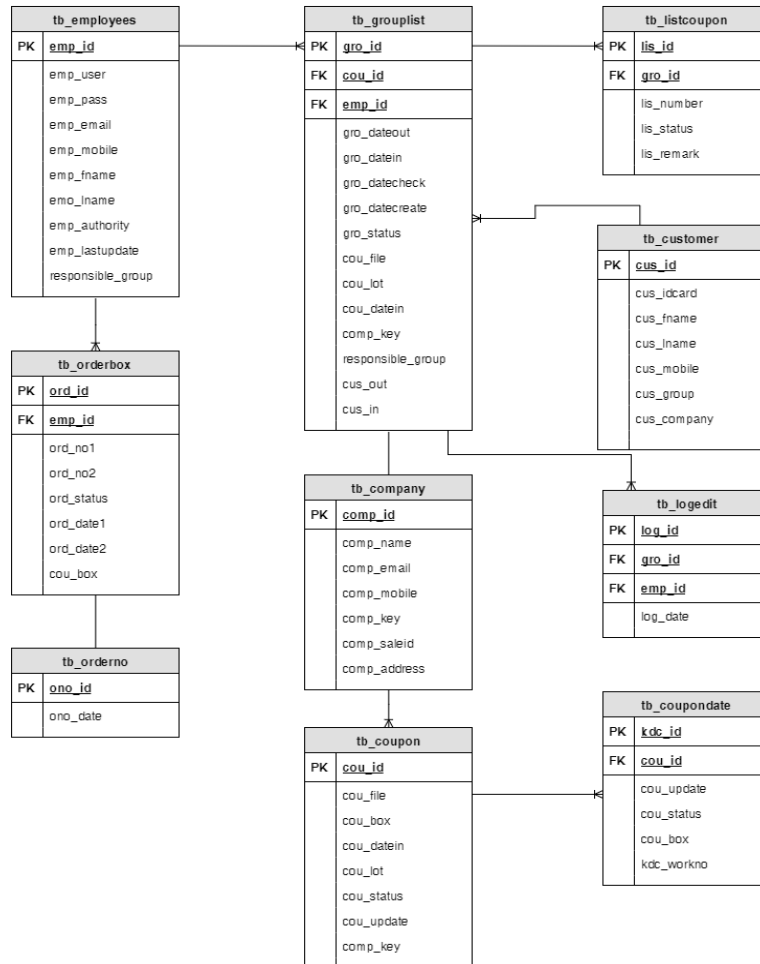 tb_employees
PK emp_id
emp_user
emp_pass
emp_email
emp_mobile
emp_fname
emo_lname
emp_authority
emp_lastupdate
responsible_group
tb_grouplist
PK gro_id
FK cou_id
FK emp_id
gro_dateout
gro_datein
gro_datecheck
gro_datecreate
gro_status
cou_file
cou_lot
cou_datein
comp_key
responsible_group
cus_out
cus_in
tb_listcoupon
PK lis_id
FK gro_id
lis_number
lis_status
lis_remark
tb_customer
PK cus_id
cus_idcard
cus_fname
cus_lname
cus_mobile
cus_group
cus_company
tb_orderbox
PK ord_id
FK emp_id
ord_no1
ord_no2
ord_status
ord_date1
ord_date2
cou_box
tb_company
PK comp_id
comp_name
comp_email
comp_mobile
comp_key
comp_saleid
comp_address
tb_logedit
PK log_id
FK gro_id
FK emp_id
log_date
tb_orderno
PK ono_id
ono_date
tb_coupon
PK cou_id
cou_file
cou_box
cou_datein
cou_lot
cou_status
cou_update
comp_key
tb_coupondate
PK kdc_id
FK cou_id
cou_update
cou_status
cou_box
kdc_workno